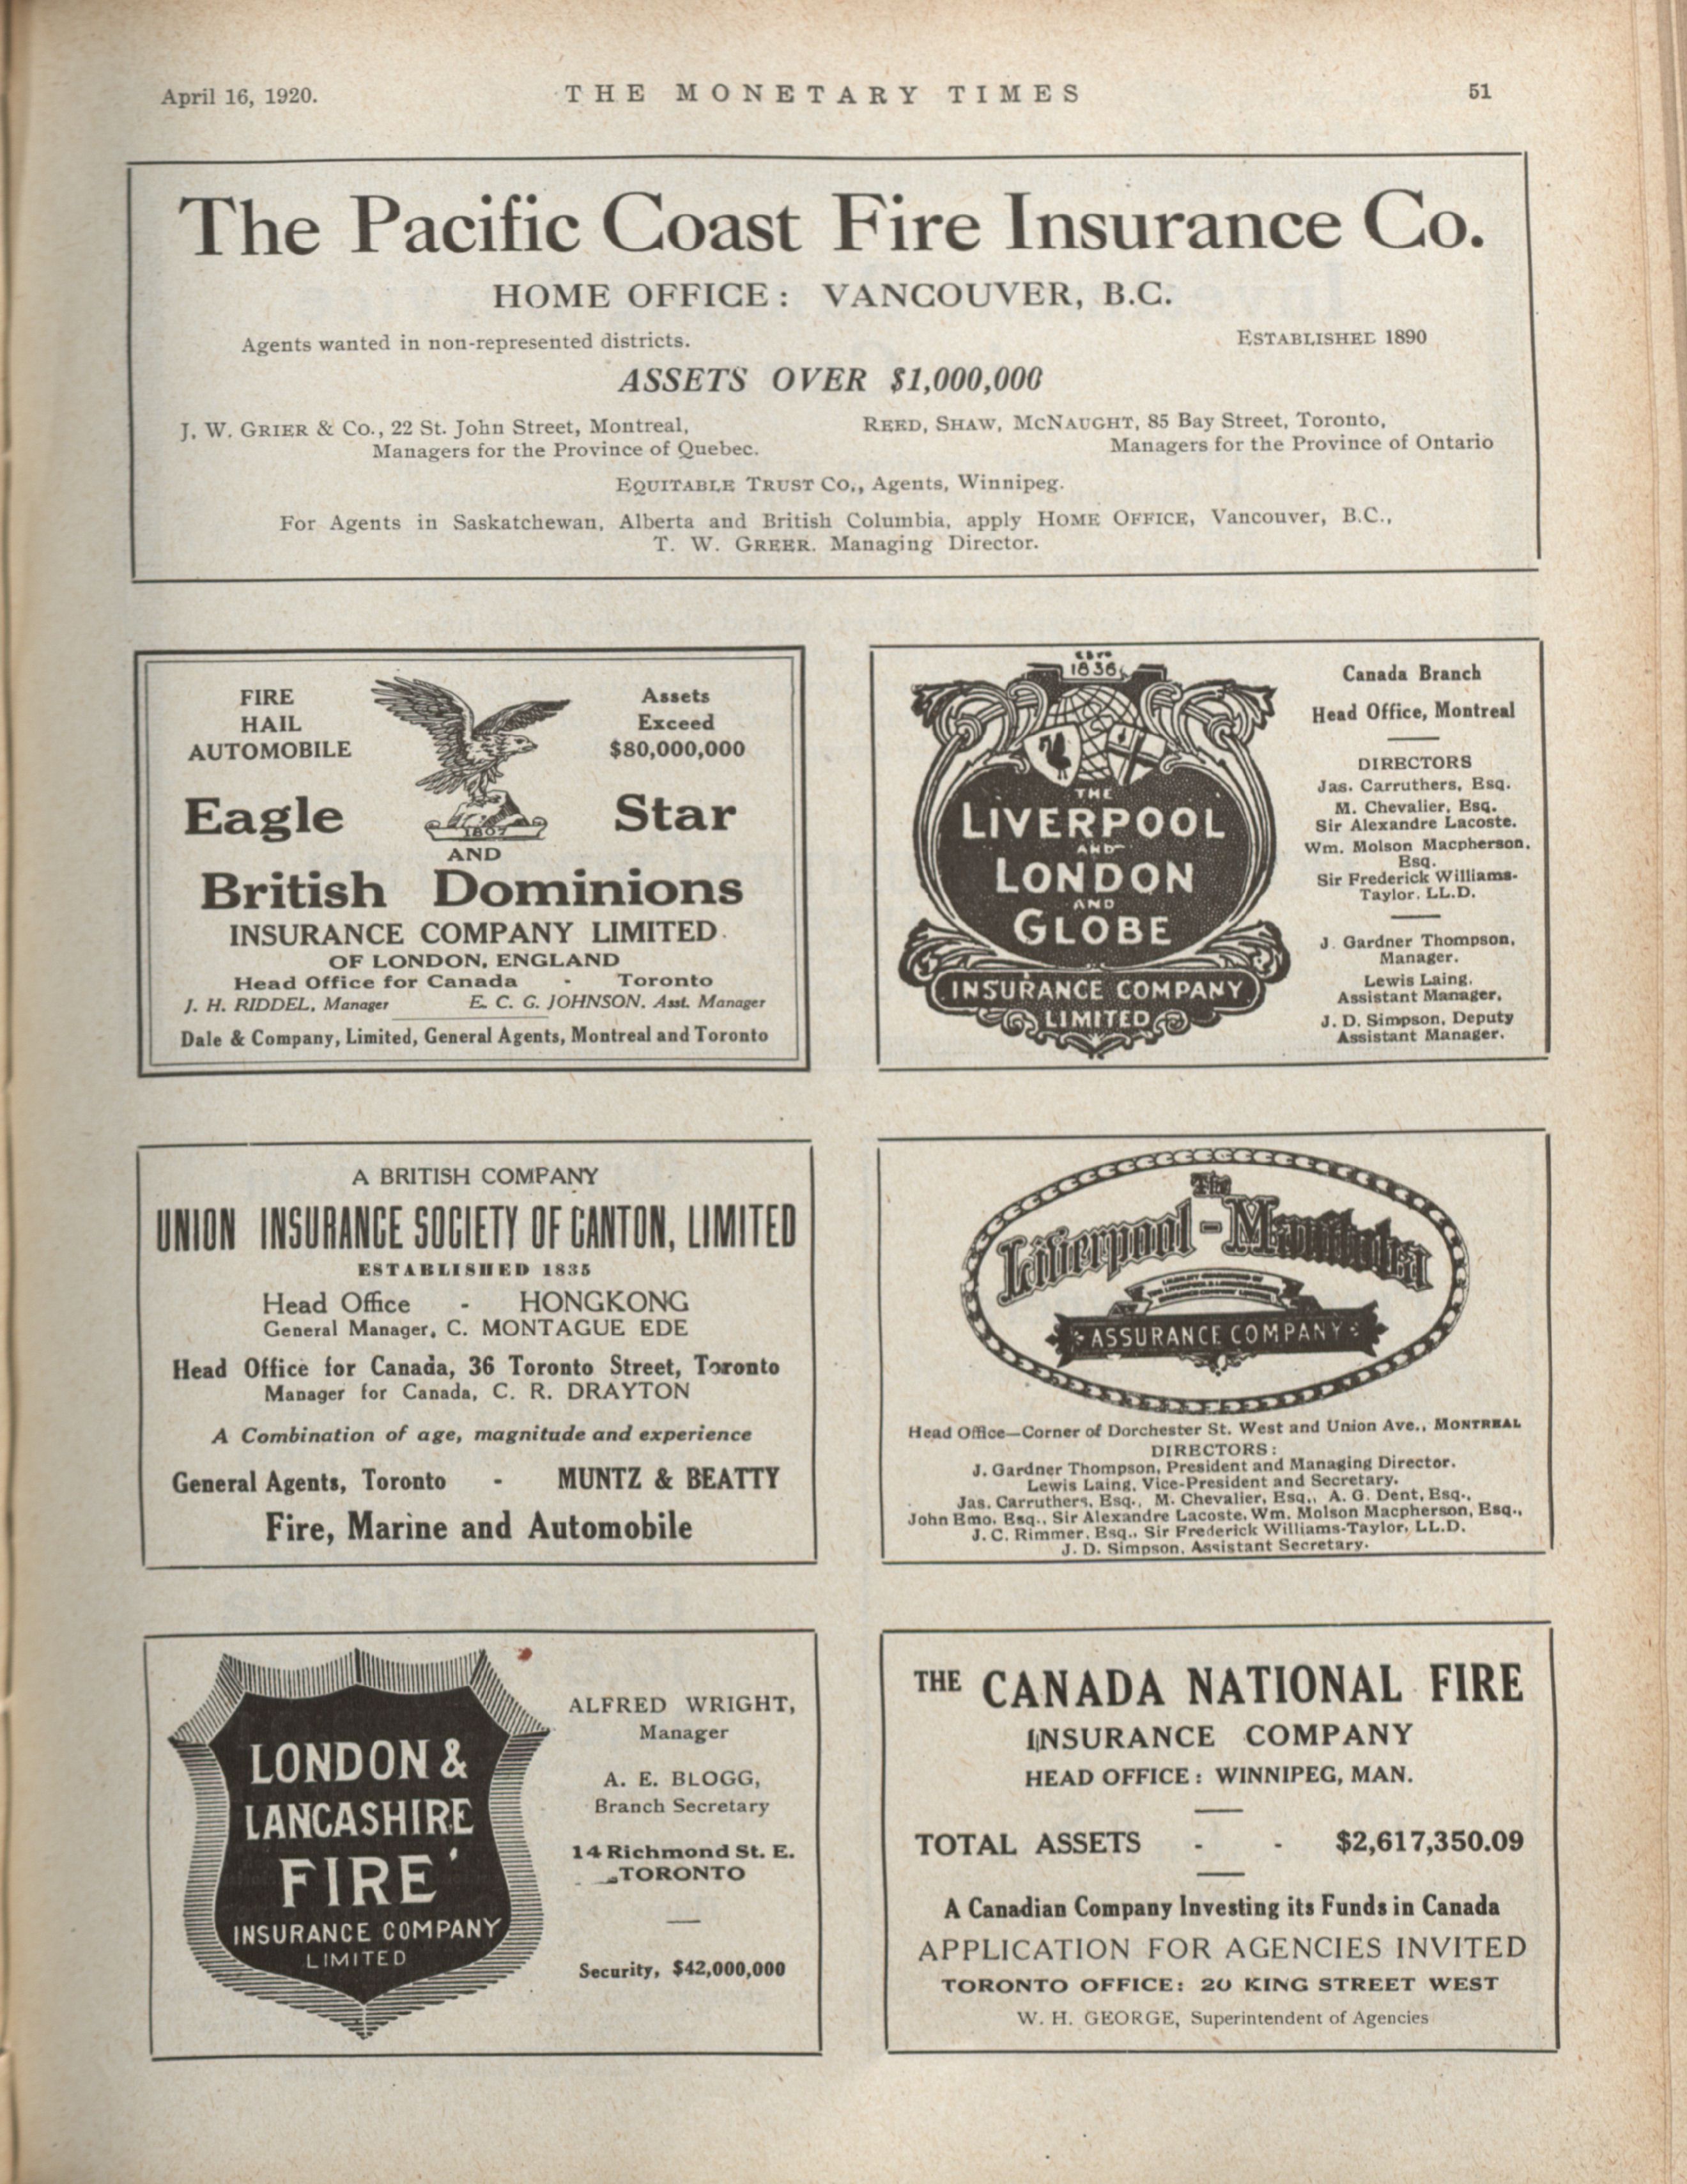 April 16, 1920.
THE MONETARY TIMES
51
The Pacific Coast Fire Insurance Co.
HOME OFFICE: VANCOUVER, B.C.
Agents wanted in non-represented districts.
ESTABLISHED 1890
ASSETS OVER $1,000,000
J. W. GRIER & Co., 22 St. John Street, Montreal,
Managers for the Province of Quebec.
REED, SHAW, MCNAUGHT, 85 Bay Street, Toronto,
Managers for the Province of Ontario
EQUITABLE TRUST CO., Agents, Winnipeg.
For Agents in Saskatchewan, Alberta and British Columbia, apply HOME OFFICE, Vancouver, B.C.,
T. W. GREER. Managing Director.
FIRE
HAIL
AUTOMOBILE
Assets
Exceed
$80,000,000
Eagle Star
1807
AND
British Dominions
INSURANCE COMPANY LIMITED.
OF LONDON, ENGLAND
Head Office for Canada - Toronto
J. H. RIDDEL, Manager E. C. G. JOHNSON. Asst. Manager
Dale & Company, Limited, General Agents, Montreal and Toronto
ESTD
1836
THE
LIVERPOOL
AND
LONDON
AND
GLOBE
INSURANCE COMPANY
LIMITED
Canada Branch
Head Office, Montreal
DIRECTORS
Jas. Carruthers, Esq.
M. Chevalier, Esq.
Sir Alexandre Lacoste.
Wm. Molson Macpherson.
Esq.
Sir Frederick Williams-
Taylor. LL.D.
J. Gardner Thompson,
Manager.
Lewis Laing,
Assistant Manager,
J. D. Simpson, Deputy
Assistant Manager.
A BRITISH COMPANY
UNION INSURANCE SOCIETY OF CANTON, LIMITED
ESTABLISHED 1835
Head Office - HONGKONG
General Manager, C. MONTAGUE EDE
Head Office for Canada, 36 Toronto Street, Toronto
Manager for Canada, C. R. DRAYTON
A Combination of age, magnitude and experience
General Agents, Toronto - MUNTZ & BEATTY
Fire, Marine and Automobile
The
Liverpool-Manitoba
ASSURANCE COMPANY
Head Office—Corner of Dorchester St. West and Union Ave., MONTREAL
DIRECTORS:
J. Gardner Thompson, President and Managing Director.
Lewis Laing, Vice-President and Secretary.
Jas. Carruthers, Esq., M. Chevalier, Esq., A. G. Dent, Esq.,
John Emo, Esq., Sir Alexandre Lacoste, Wm. Molson Macpherson, Esq.,
J. C. Rimmer, Esq., Sir Frederick Williams-Taylor, LL.D.
J. D. Simpson, Assistant Secretary.
LONDON &
LANCASHIRE
FIRE
INSURANCE COMPANY
LIMITED
ALFRED WRIGHT,
Manager
A. E. BLOGG,
Branch Secretary
14 Richmond St. E.
TORONTO
Security, $42,000,000
THE CANADA NATIONAL FIRE
INSURANCE COMPANY
HEAD OFFICE: WINNIPEG, MAN.
TOTAL ASSETS - - $2,617,350.09
A Canadian Company Investing its Funds in Canada
APPLICATION FOR AGENCIES INVITED
TORONTO OFFICE: 20 KING STREET WEST
W. H. GEORGE, Superintendent of Agencies